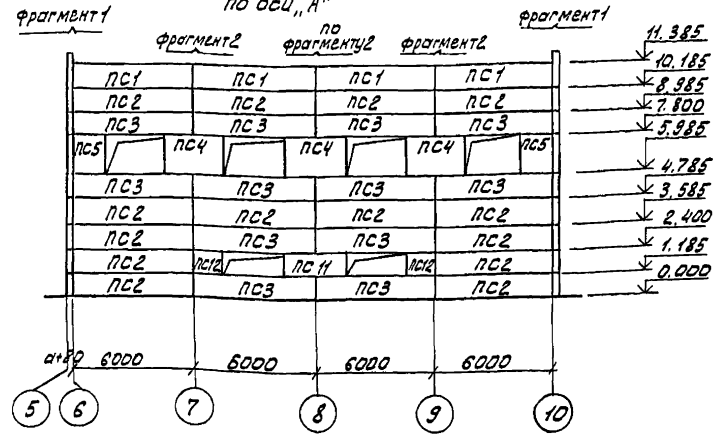 по оси „А"
фрагмент1
фрагмент1
фрагмент2
по фрагменту2
фрагмент2
11.385
10.185
8.985
7.800
5.985
4.785
3.585
2.400
1.185
0.000
ПС1 ПС1 ПС1 ПС1
ПС2 ПС2 ПС2 ПС2
ПС3 ПС3 ПС3 ПС3
ПС5 ПС4 ПС4 ПС4 ПС5
ПС3 ПС3 ПС3 ПС3
ПС2 ПС2 ПС2 ПС2
ПС2 ПС3 ПС3 ПС2
ПС2 ПС12 ПС11 ПС12 ПС2
ПС2 ПС3 ПС3 ПС2
6000 6000 6000 6000
5 6 7 8 9 10